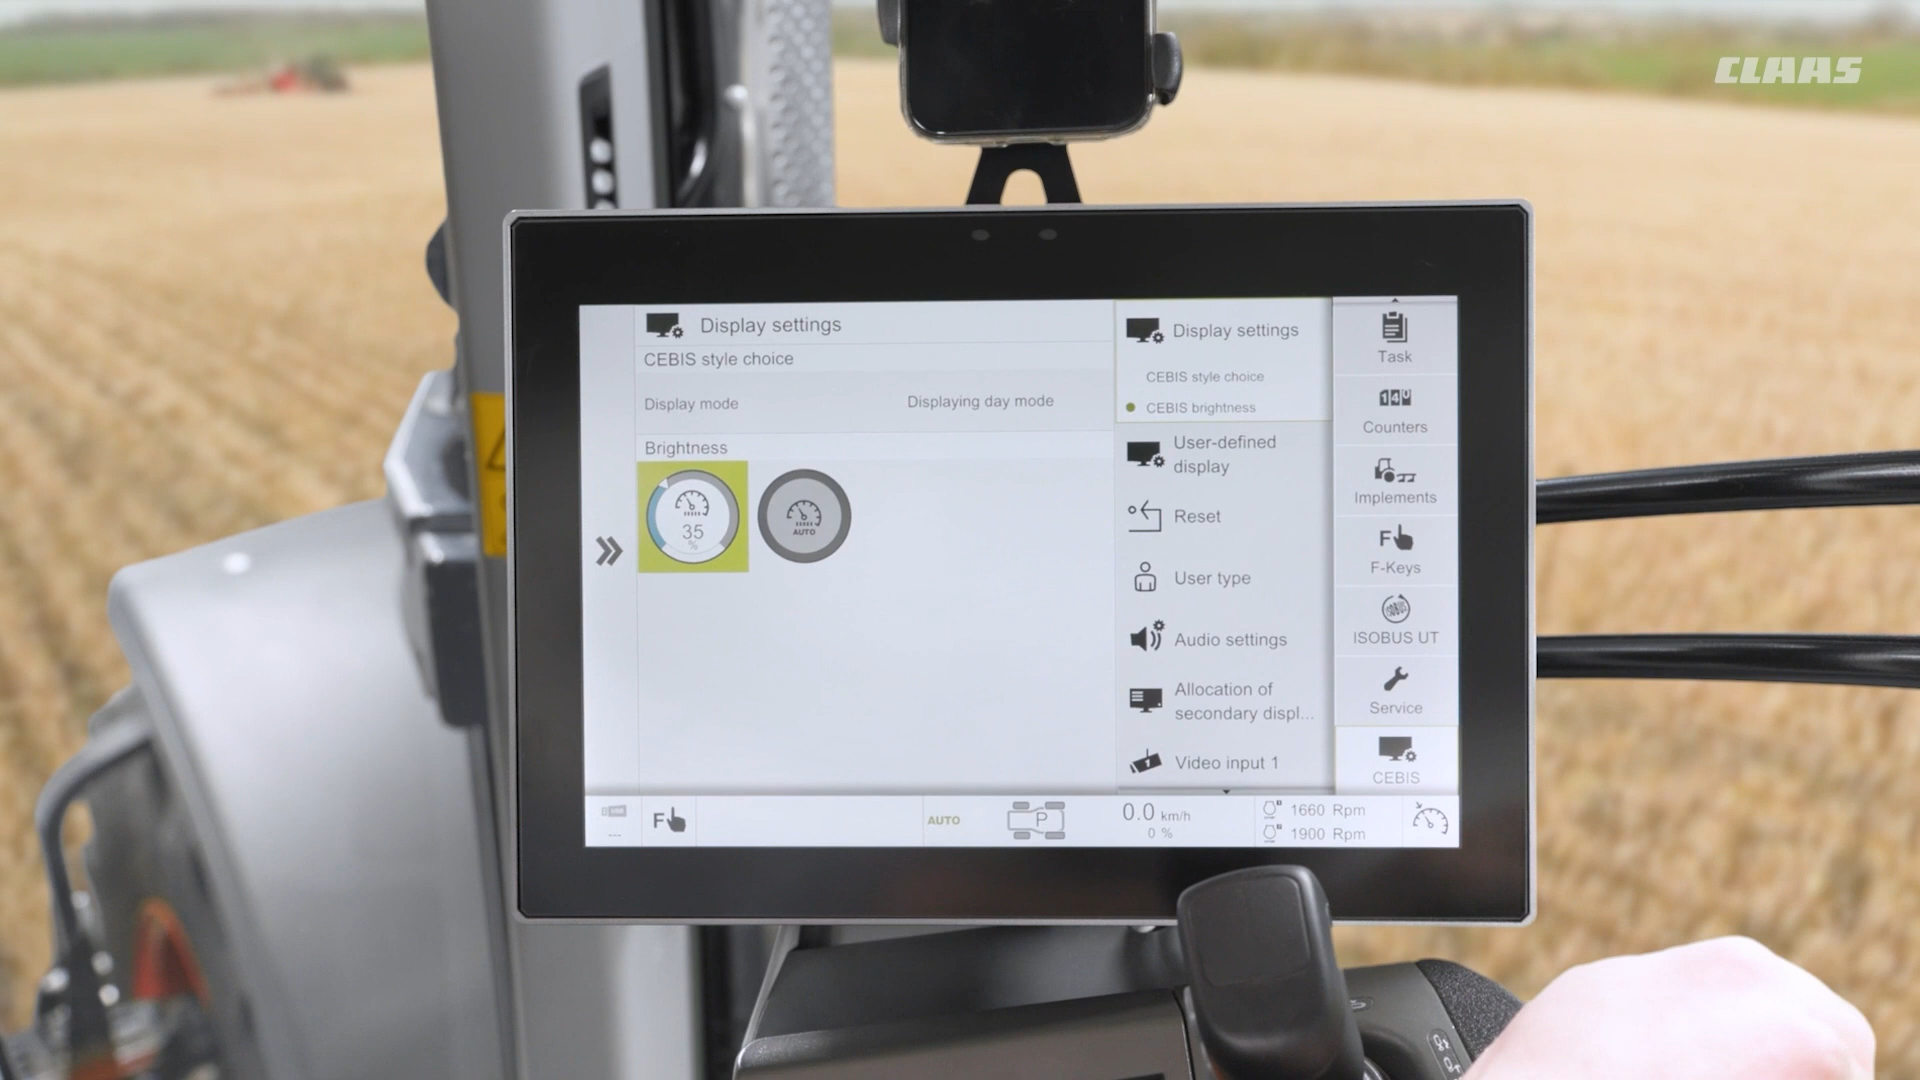 CLAAS
Display settings
CEBIS style choice
Display mode
Displaying day mode
Brightness
35
%
AUTO
Display settings
CEBIS style choice
CEBIS brightness
User-defined
display
Reset
User type
Audio settings
Allocation of
secondary displ...
Video input 1
Task
140
Counters
Implements
F
F-Keys
ISOBUS
ISOBUS UT
Service
CEBIS
---
F
AUTO
P
0.0 km/h
0 %
1660 Rpm
1900 Rpm